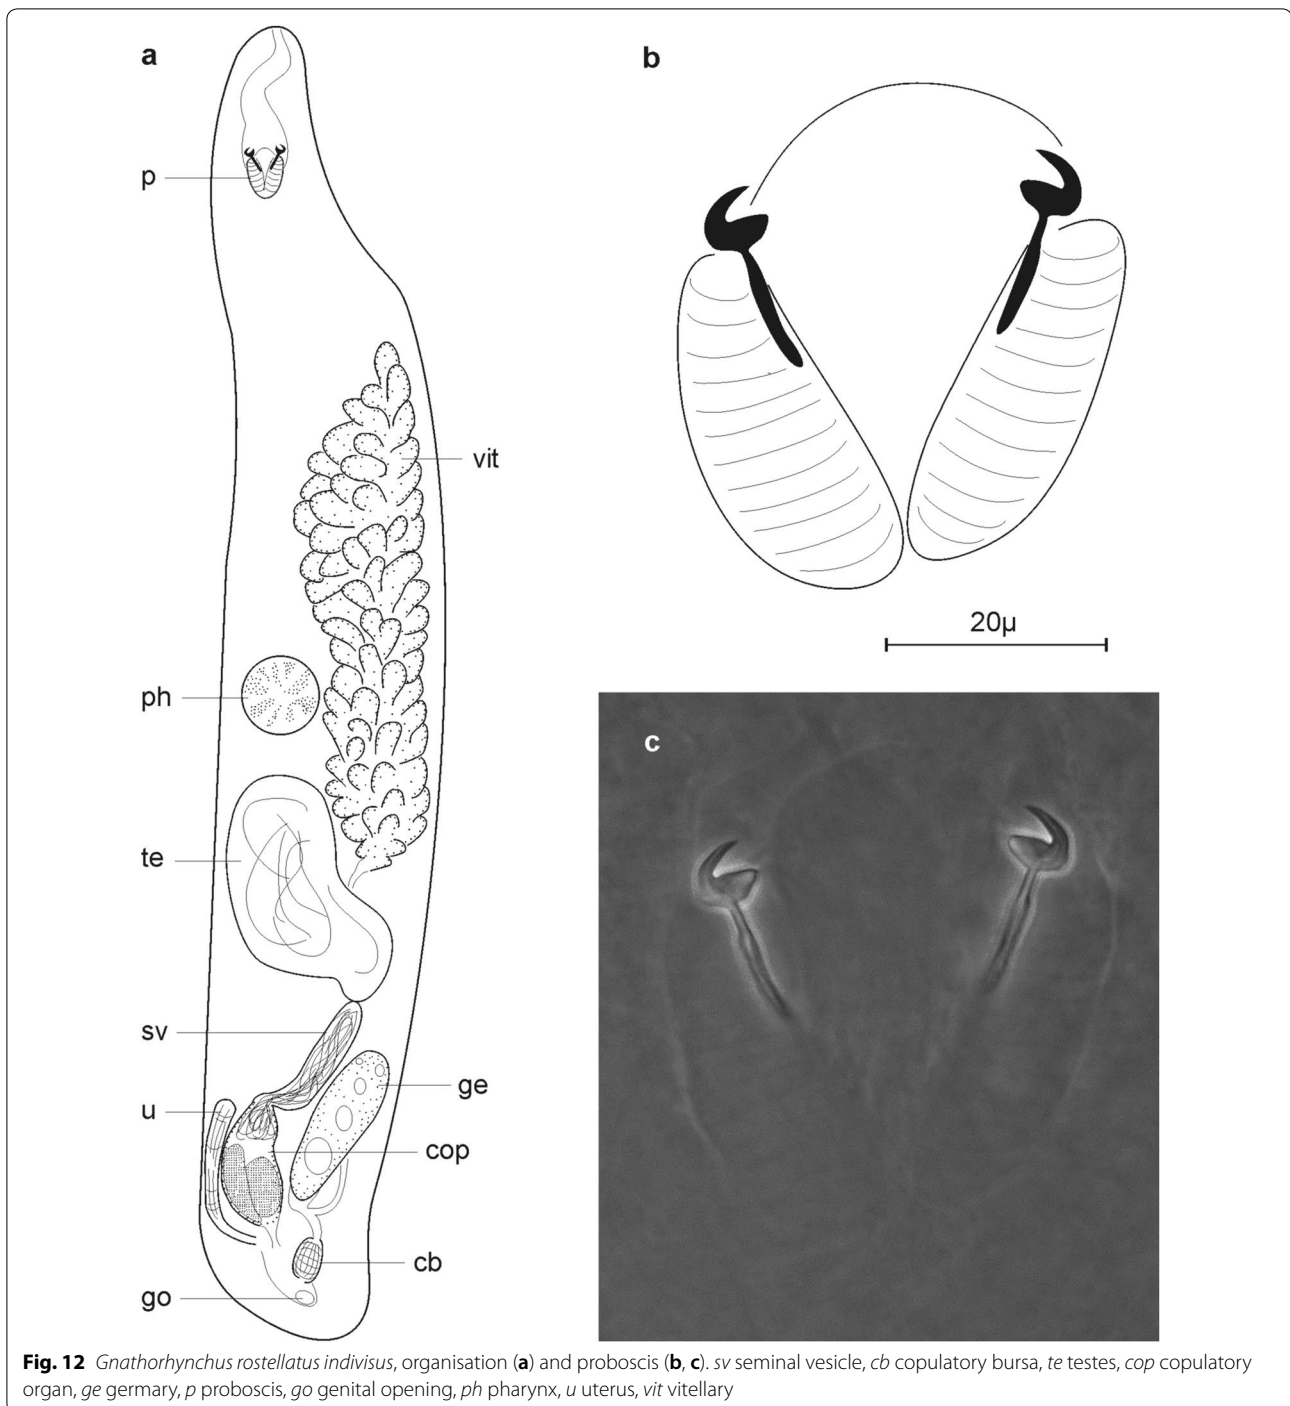 a
b
p
vit
20µ
ph
c
te
sv
ge
u
cop
cb
go
Fig. 12 Gnathorhynchus rostellatus indivisus, organisation (a) and proboscis (b, c). sv seminal vesicle, cb copulatory bursa, te testes, cop copulatory
organ, ge germary, p proboscis, go genital opening, ph pharynx, u uterus, vit vitellary